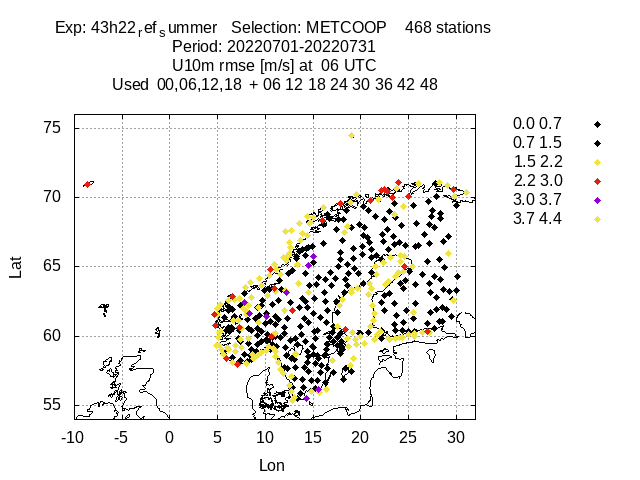 Exp: 43h22refsummer   Selection: METCOOP    468 stations
Period: 20220701-20220731
U10m rmse [m/s] at  06 UTC
Used  00,06,12,18  + 06 12 18 24 30 36 42 48
0.0 0.7
0.7 1.5
1.5 2.2
2.2 3.0
3.0 3.7
3.7 4.4
75
70
65
60
55
Lat
-10 -5 0 5 10 15 20 25 30
Lon